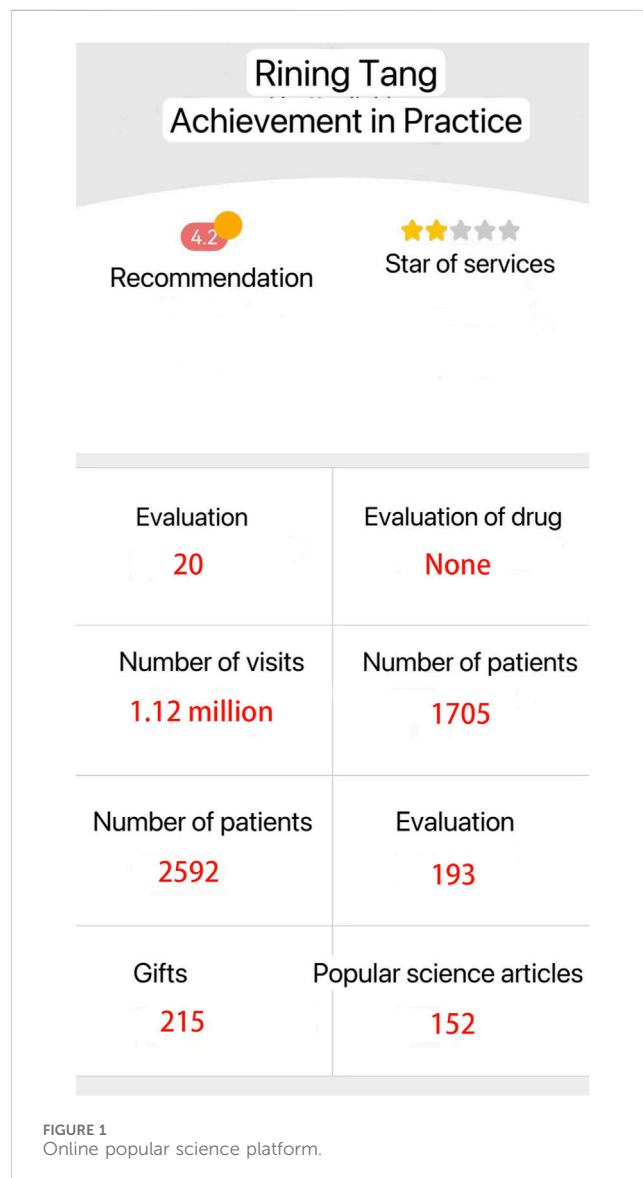 Rining Tang
Achievement in Practice
4.2
Recommendation
Star of services
Evaluation
20
Evaluation of drug
None
Number of visits
1.12 million
Number of patients
1705
Number of patients
2592
Evaluation
193
Gifts
215
Popular science articles
152
FIGURE 1
Online popular science platform.